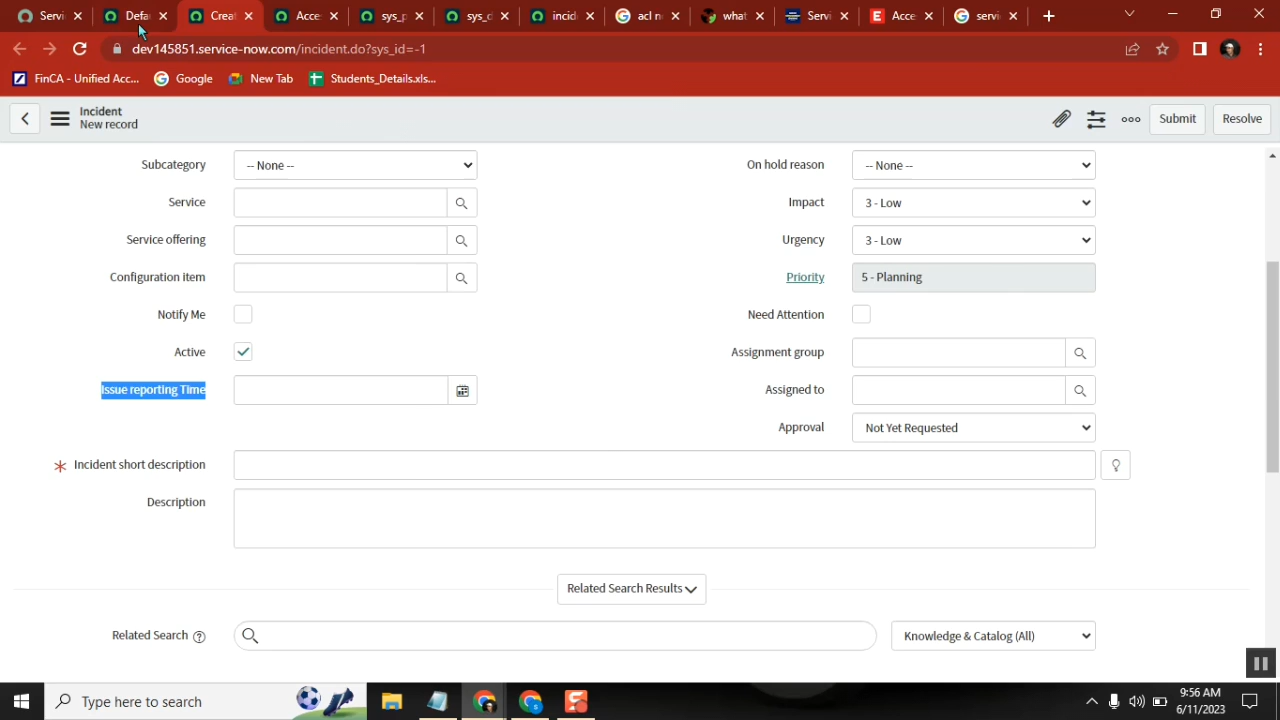 Servi
Defau
Creat
Acces
sys_p
sys_d
incid
acl n
what
Servi
Acce
servi
dev145851.service-now.com/incident.do?sys_id=-1
FinCA - Unified Acc...
Google
New Tab
Students_Details.xls...
Incident
New record
Submit
Resolve
Subcategory
-- None --
On hold reason
-- None --
Service
Impact
3 - Low
Service offering
Urgency
3 - Low
Configuration item
Priority
5 - Planning
Notify Me
Need Attention
Active
Assignment group
Issue reporting Time
Assigned to
Approval
Not Yet Requested
Incident short description
Description
Related Search Results
Related Search
Knowledge & Catalog (All)
Type here to search
9:56 AM
6/11/2023